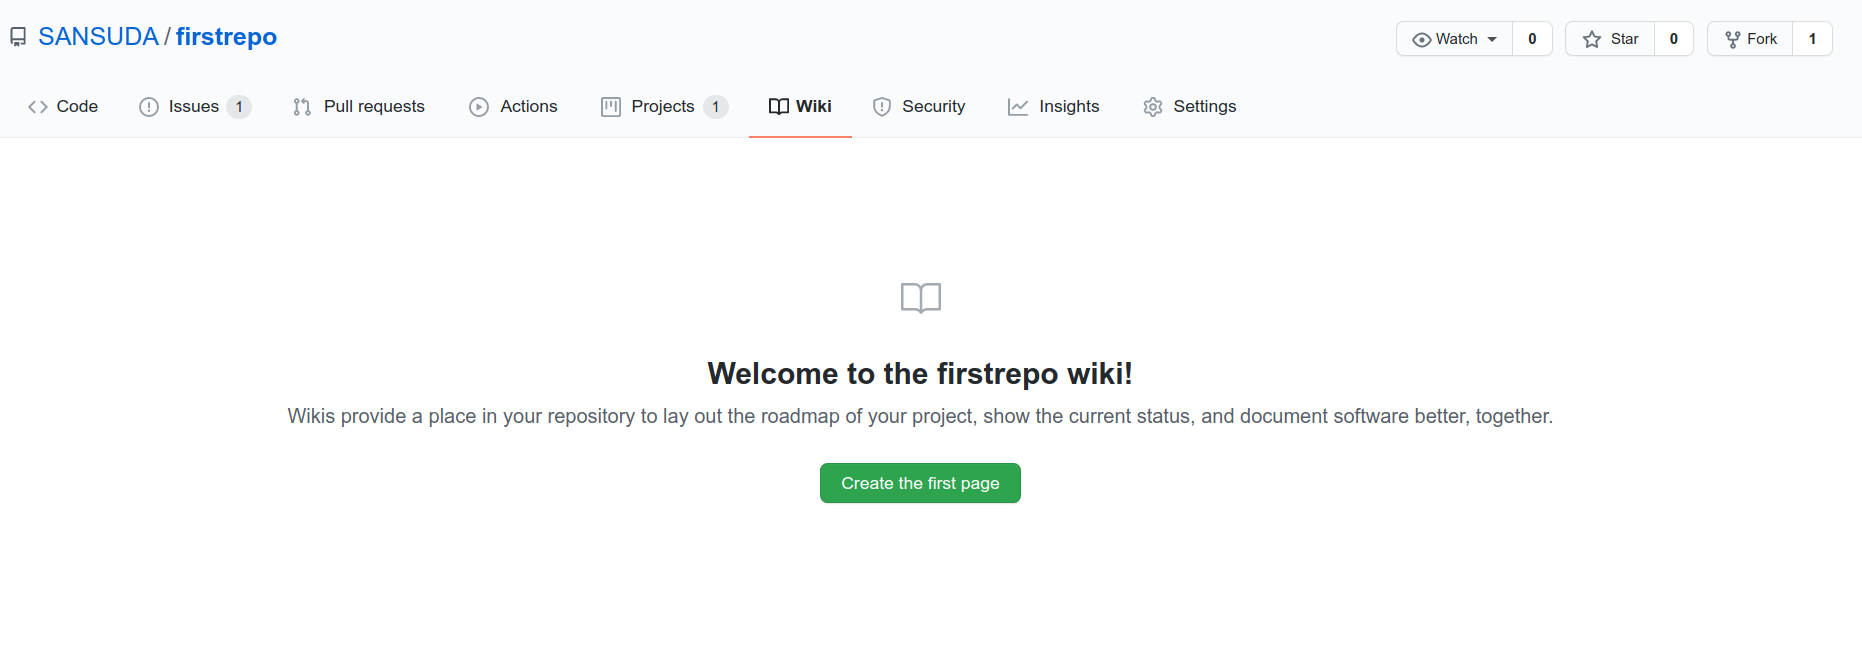 SANSUDA / firstrepo
Watch 0 Star 0 Fork 1
Code Issues 1 Pull requests Actions Projects 1 Wiki Security Insights Settings
Welcome to the firstrepo wiki!
Wikis provide a place in your repository to lay out the roadmap of your project, show the current status, and document software better, together.
Create the first page